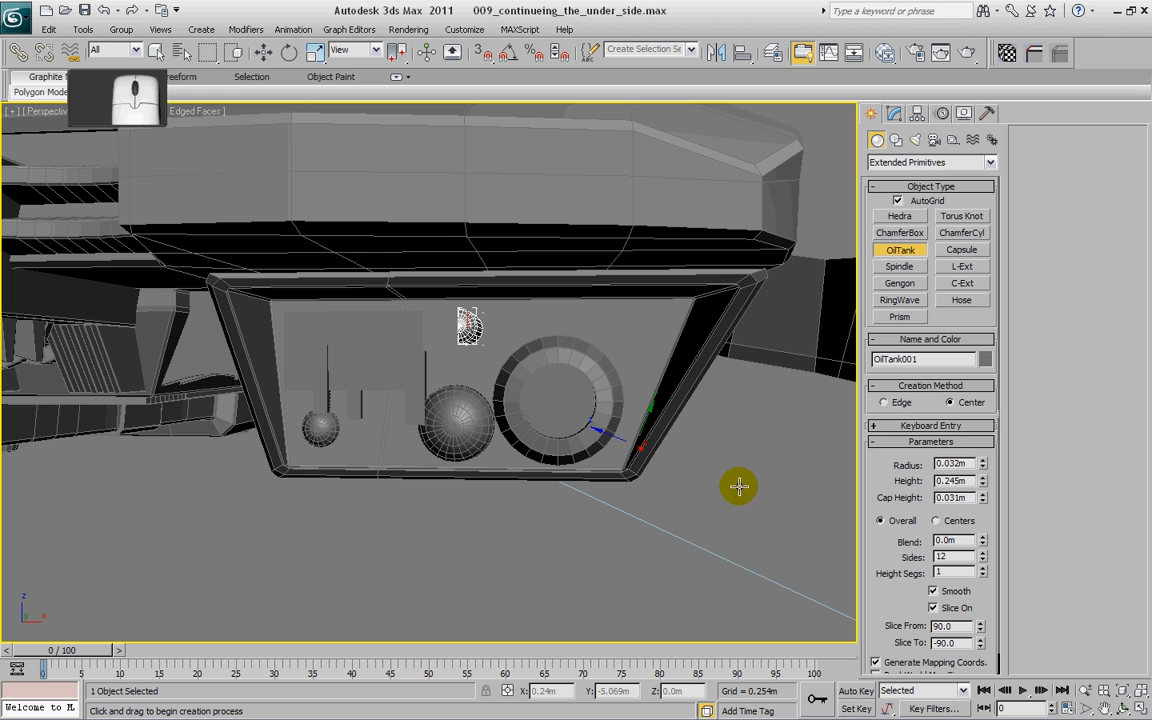 Autodesk 3ds Max 2011 009_continueing_the_under_side.max
Type a keyword or phrase
Edit Tools Group Views Create Modifiers Animation Graph Editors Rendering Customize MAXScript Help
All View Create Selection Se
Graphite M reeform Selection Object Paint
Polygon Mode
[ + ] [ Perspectiv Edged Faces ]
Extended Primitives
Object Type
AutoGrid
Hedra Torus Knot
ChamferBox ChamferCyl
OilTank Capsule
Spindle L-Ext
Gengon C-Ext
RingWave Hose
Prism
Name and Color
OilTank001
Creation Method
Edge Center
Keyboard Entry
Parameters
Radius: 0.032m
Height: 0.245m
Cap Height: 0.031m
Overall Centers
Blend: 0.0m
Sides: 12
Height Segs: 1
Smooth
Slice On
Slice From: 90.0
Slice To: -90.0
Generate Mapping Coords.
z
y x
0 / 100
0 5 10 15 20 25 30 35 40 45 50 55 60 65 70 75 80 85 90 95 100
1 Object Selected X: 0.24m Y: -5.069m Z: 0.0m Grid = 0.254m Auto Key Selected
Welcome to M Click and drag to begin creation process Add Time Tag Set Key Key Filters... 0